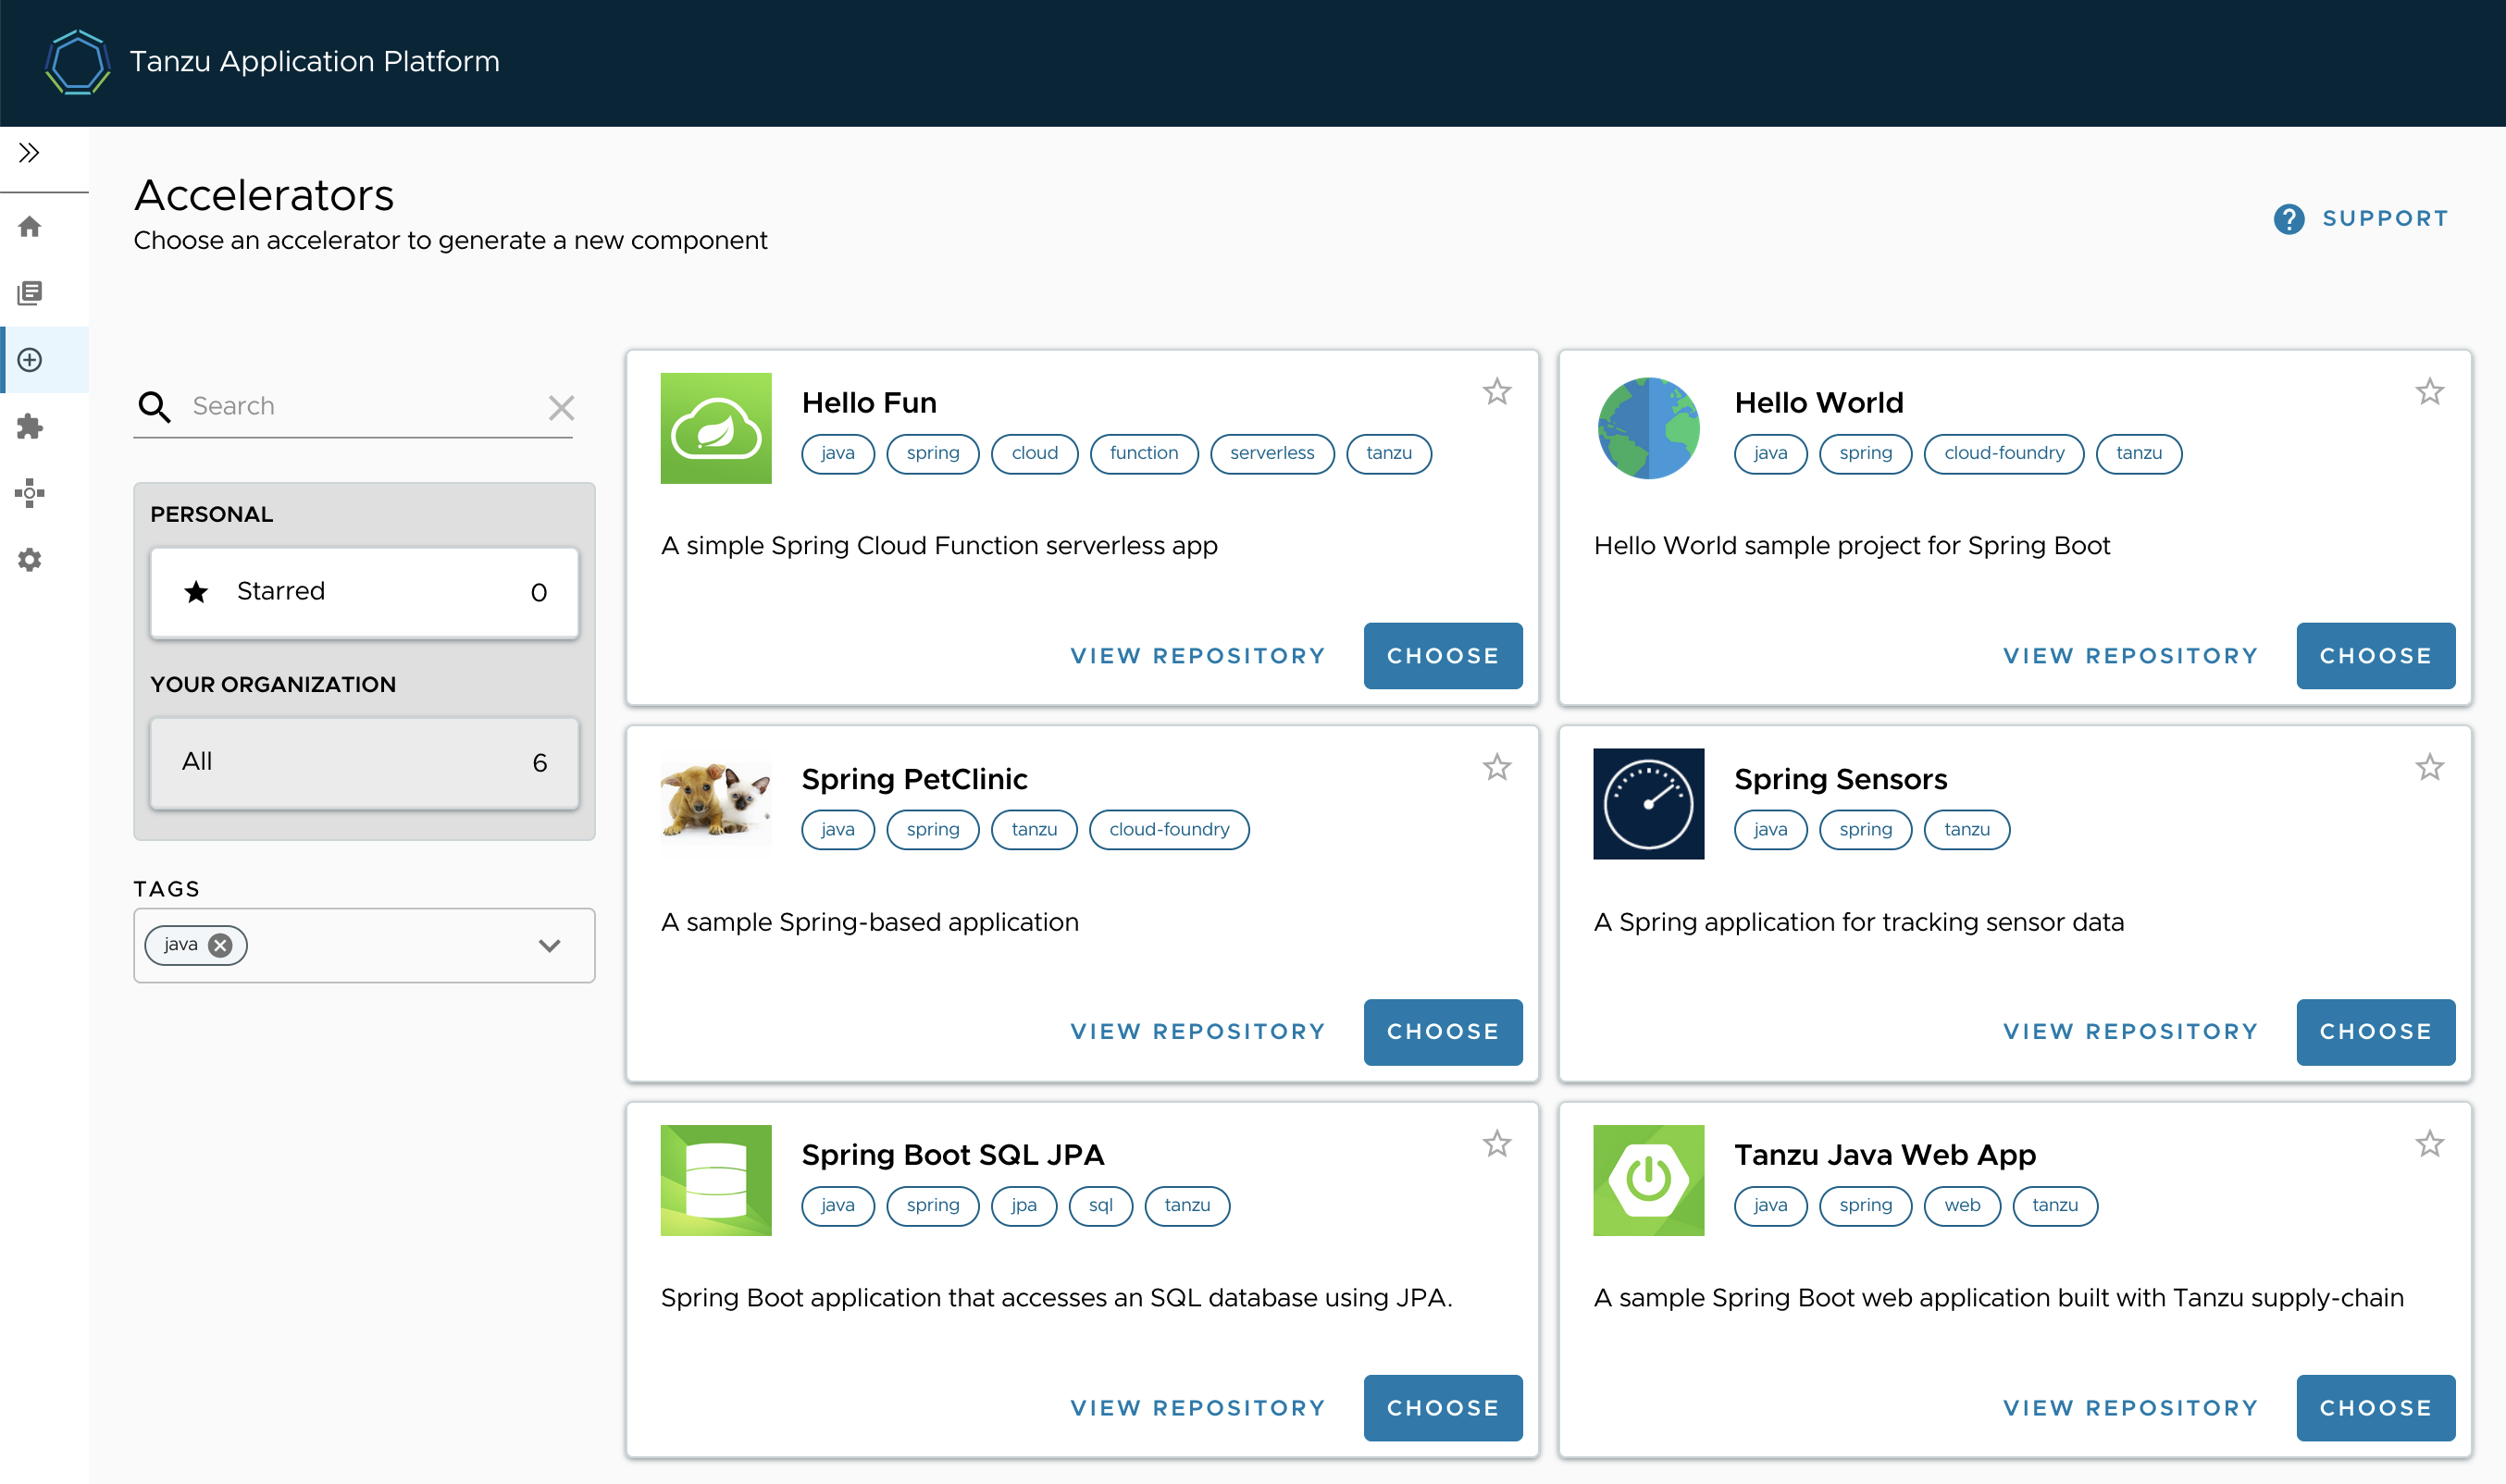 Tanzu Application Platform
Accelerators
Choose an accelerator to generate a new component
SUPPORT
Search
PERSONAL
Starred 0
YOUR ORGANIZATION
All 6
TAGS
java
Hello Fun
java spring cloud function serverless tanzu
A simple Spring Cloud Function serverless app
VIEW REPOSITORY CHOOSE
Hello World
java spring cloud-foundry tanzu
Hello World sample project for Spring Boot
VIEW REPOSITORY CHOOSE
Spring PetClinic
java spring tanzu cloud-foundry
A sample Spring-based application
VIEW REPOSITORY CHOOSE
Spring Sensors
java spring tanzu
A Spring application for tracking sensor data
VIEW REPOSITORY CHOOSE
Spring Boot SQL JPA
java spring jpa sql tanzu
Spring Boot application that accesses an SQL database using JPA.
VIEW REPOSITORY CHOOSE
Tanzu Java Web App
java spring web tanzu
A sample Spring Boot web application built with Tanzu supply-chain
VIEW REPOSITORY CHOOSE